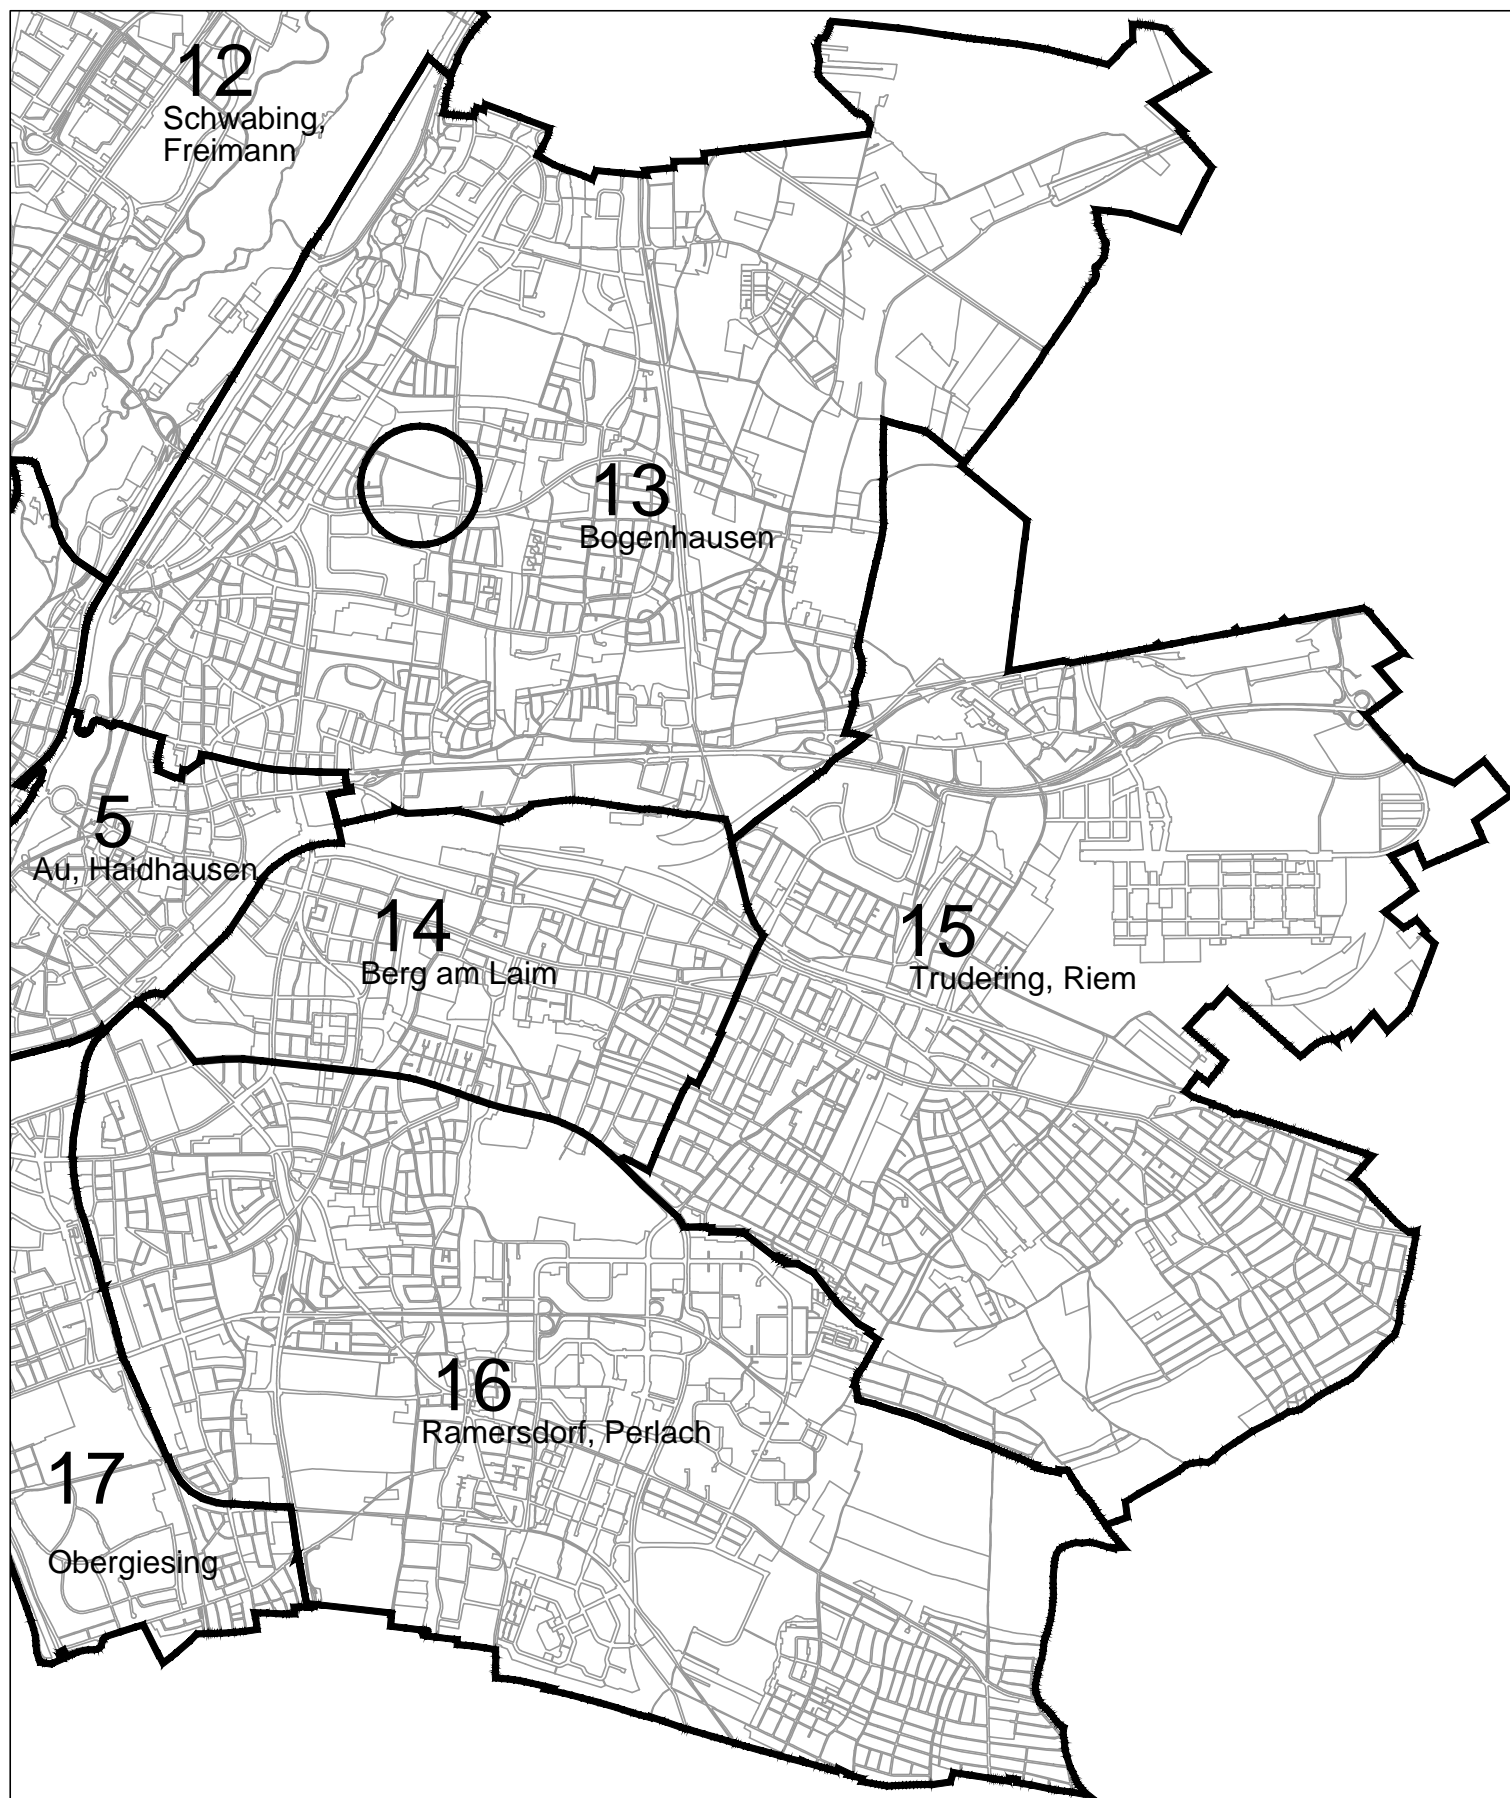 12
Schwabing,
Freimann
13
Bogenhausen
5
Au, Haidhausen
14
Berg am Laim
15
Trudering, Riem
16
Ramersdorf, Perlach
17
Obergiesing